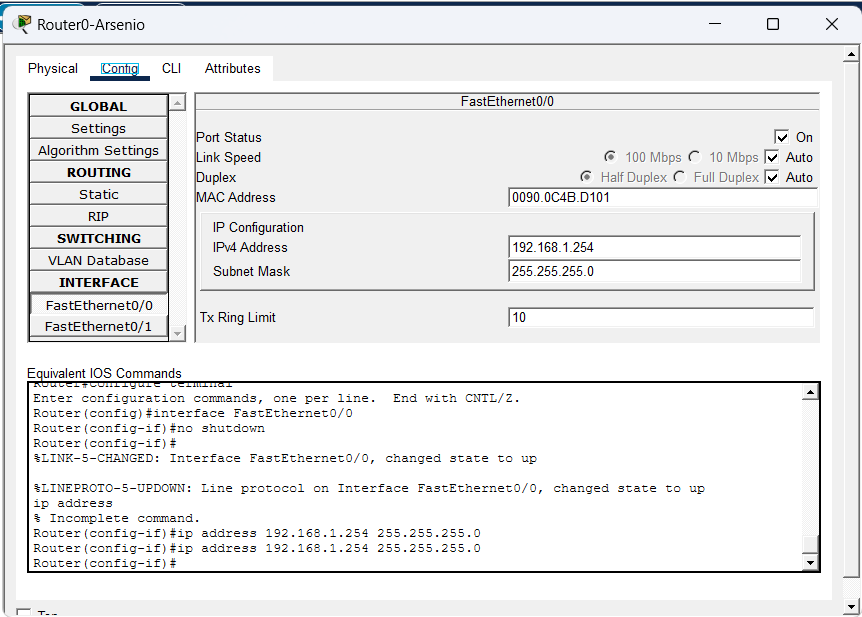 Router0-Arsenio
Physical Config CLI Attributes
GLOBAL
Settings
Algorithm Settings
ROUTING
Static
RIP
SWITCHING
VLAN Database
INTERFACE
FastEthernet0/0
FastEthernet0/1
FastEthernet0/0
Port Status On
Link Speed 100 Mbps 10 Mbps Auto
Duplex Half Duplex Full Duplex Auto
MAC Address 0090.0C4B.D101
IP Configuration
IPv4 Address 192.168.1.254
Subnet Mask 255.255.255.0
Tx Ring Limit 10
Equivalent IOS Commands
Router#configure terminal
Enter configuration commands, one per line. End with CNTL/Z.
Router(config)#interface FastEthernet0/0
Router(config-if)#no shutdown
Router(config-if)#
%LINK-5-CHANGED: Interface FastEthernet0/0, changed state to up
%LINEPROTO-5-UPDOWN: Line protocol on Interface FastEthernet0/0, changed state to up
ip address
% Incomplete command.
Router(config-if)#ip address 192.168.1.254 255.255.255.0
Router(config-if)#ip address 192.168.1.254 255.255.255.0
Router(config-if)#
Top